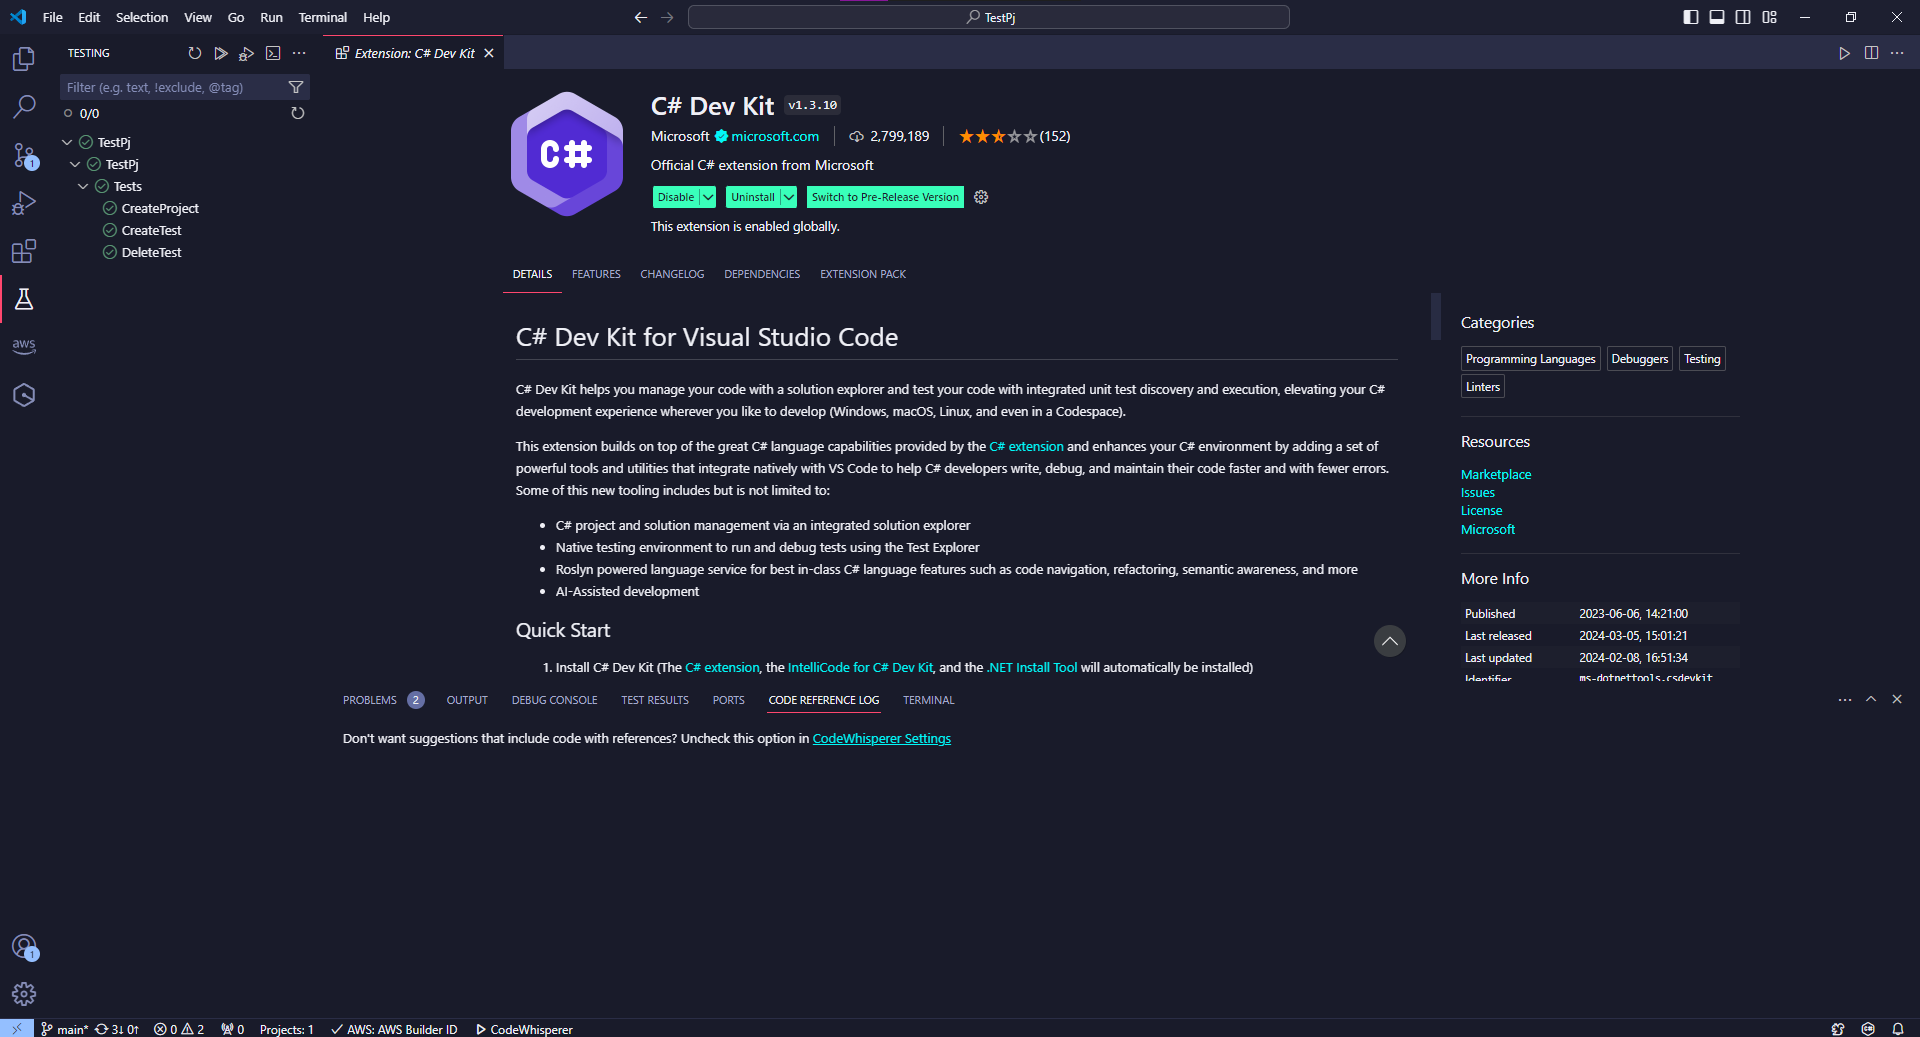 File Edit Selection View Go Run Terminal Help
TestPj
TESTING
Extension: C# Dev Kit
Filter (e.g. text, !exclude, @tag)
0/0
TestPj
TestPj
Tests
CreateProject
CreateTest
DeleteTest
1
aws
C#
C# Dev Kit v1.3.10
Microsoft microsoft.com 2,799,189 (152)
Official C# extension from Microsoft
Disable Uninstall Switch to Pre-Release Version
This extension is enabled globally.
DETAILS FEATURES CHANGELOG DEPENDENCIES EXTENSION PACK
C# Dev Kit for Visual Studio Code
C# Dev Kit helps you manage your code with a solution explorer and test your code with integrated unit test discovery and execution, elevating your C#
development experience wherever you like to develop (Windows, macOS, Linux, and even in a Codespace).
This extension builds on top of the great C# language capabilities provided by the C# extension and enhances your C# environment by adding a set of
powerful tools and utilities that integrate natively with VS Code to help C# developers write, debug, and maintain their code faster and with fewer errors.
Some of this new tooling includes but is not limited to:
• C# project and solution management via an integrated solution explorer
• Native testing environment to run and debug tests using the Test Explorer
• Roslyn powered language service for best in-class C# language features such as code navigation, refactoring, semantic awareness, and more
• AI-Assisted development
Quick Start
1. Install C# Dev Kit (The C# extension, the IntelliCode for C# Dev Kit, and the .NET Install Tool will automatically be installed)
Categories
Programming Languages Debuggers Testing
Linters
Resources
Marketplace
Issues
License
Microsoft
More Info
Published 2023-06-06, 14:21:00
Last released 2024-03-05, 15:01:21
Last updated 2024-02-08, 16:51:34
Identifier ms-dotnettools.csdevkit
PROBLEMS 2 OUTPUT DEBUG CONSOLE TEST RESULTS PORTS CODE REFERENCE LOG TERMINAL
Don't want suggestions that include code with references? Uncheck this option in CodeWhisperer Settings
1
main* 3↓ 0↑ 0 2 0 Projects: 1 AWS: AWS Builder ID CodeWhisperer